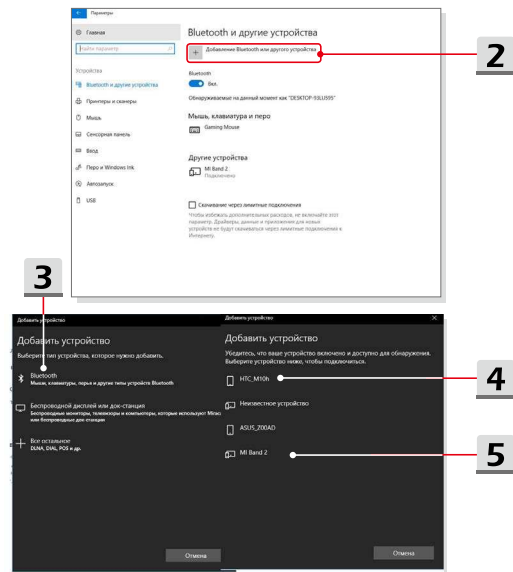 Параметры
Главная
Найти параметр
Устройства
Bluetooth и другие устройства
Принтеры и сканеры
Мышь
Сенсорная панель
Ввод
Перо и Windows Ink
Автозапуск
USB
Bluetooth и другие устройства
Добавление Bluetooth или другого устройства
Bluetooth
Вкл.
Обнаруживаемые на данный момент как "DESKTOP-93LUS9S"
Мышь, клавиатура и перо
Gaming Mouse
Другие устройства
MI Band 2
Подключено
Скачивание через лимитные подключения
Чтобы избежать дополнительных расходов, не включайте этот
параметр. Драйверы, данные и приложения для новых
устройств не будут скачиваться через лимитные подключения к
Интернету.
2
3
Добавить устройство
Добавить устройство
Выберите тип устройства, которое нужно добавить.
Bluetooth
Мыши, клавиатуры, перья и другие типы устройств Bluetooth
Беспроводной дисплей или док-станция
Беспроводные мониторы, телевизоры и компьютеры, которые используют Mirac
или беспроводные док-станции
Все остальное
DLNA, DIAL, POS и др.
Отмена
Добавить устройство
Добавить устройство
Убедитесь, что ваше устройство включено и доступно для обнаружения.
Выберите устройство ниже, чтобы подключиться.
HTC_M10h
Неизвестное устройство
ASUS_Z00AD
MI Band 2
Отмена
4
5